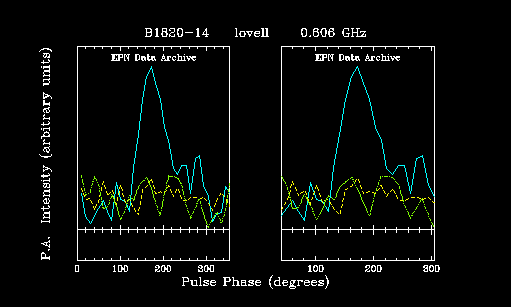 B1820-14 lovell 0.606 GHz
EPN Data Archive EPN Data Archive
P.A. Intensity (arbitrary units)
0 100 200 300 100 200 300
Pulse Phase (degrees)